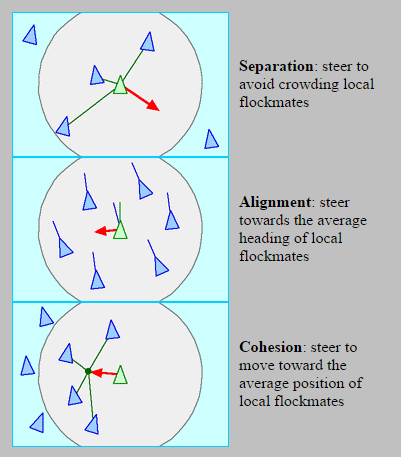 Separation: steer to
avoid crowding local
flockmates
Alignment: steer
towards the average
heading of local
flockmates
Cohesion: steer to
move toward the
average position of
local flockmates